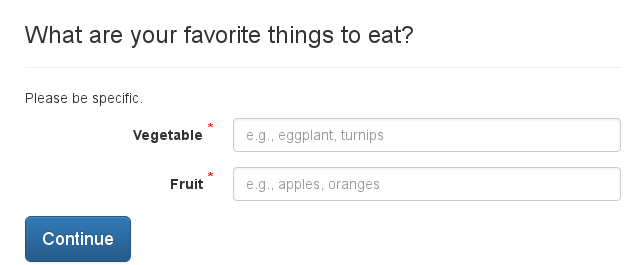 What are your favorite things to eat?
Please be specific.
Vegetable * e.g., eggplant, turnips
Fruit * e.g., apples, oranges
Continue